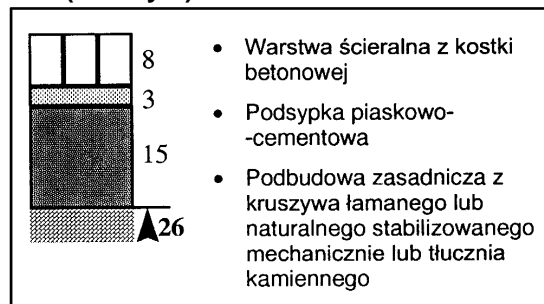 8
3
15
26
• Warstwa ścieralna z kostki
betonowej
• Podsypka piaskowo-
-cementowa
• Podbudowa zasadnicza z
kruszywa łamanego lub
naturalnego stabilizowanego
mechanicznie lub tłucznia
kamiennego